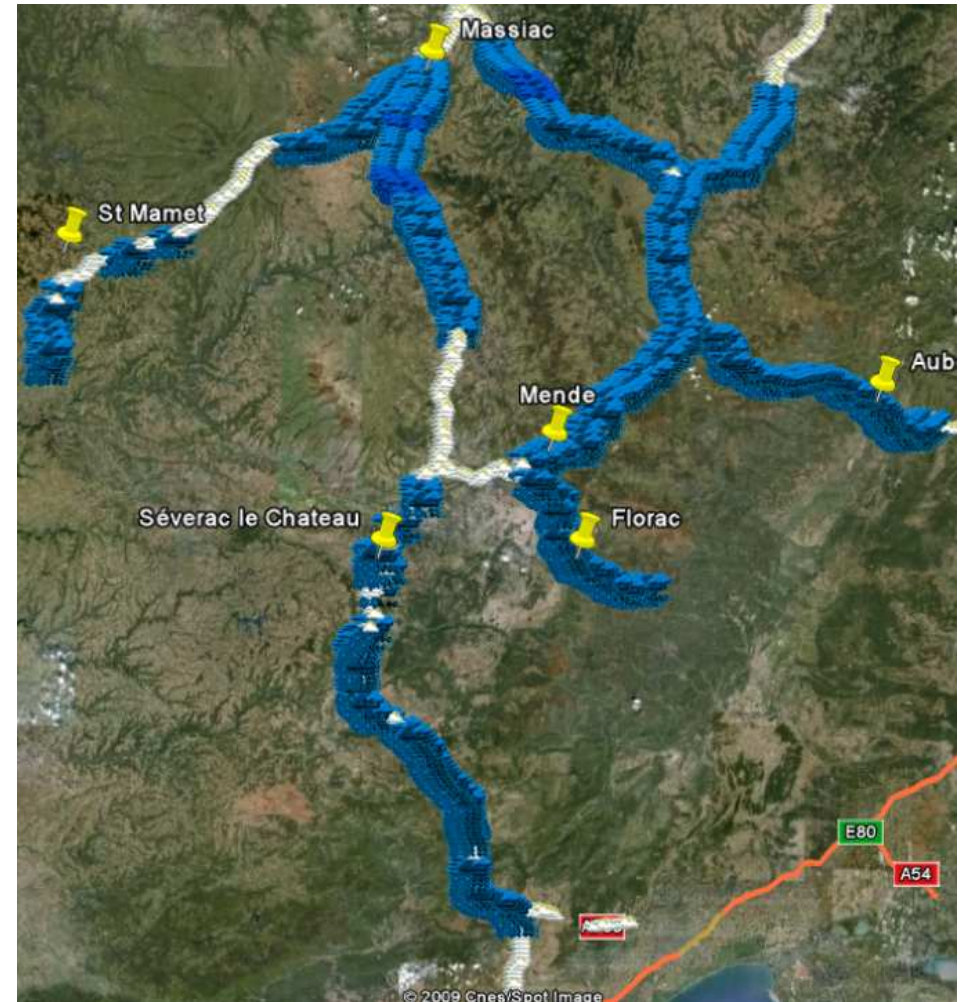 Massiac
St Mamet
Aub
Mende
Séverac le Chateau
Florac
E80
A54
© 2009 Cnes/Spot Image